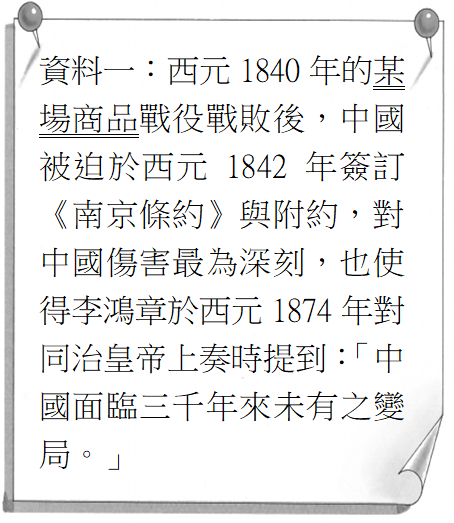 資料一：西元 1840 年的某
場商品戰役戰敗後，中國
被迫於西元 1842 年簽訂
《南京條約》與附約，對
中國傷害最為深刻，也使
得李鴻章於西元 1874 年對
同治皇帝上奏時提到：「中
國面臨三千年來未有之變
局。」